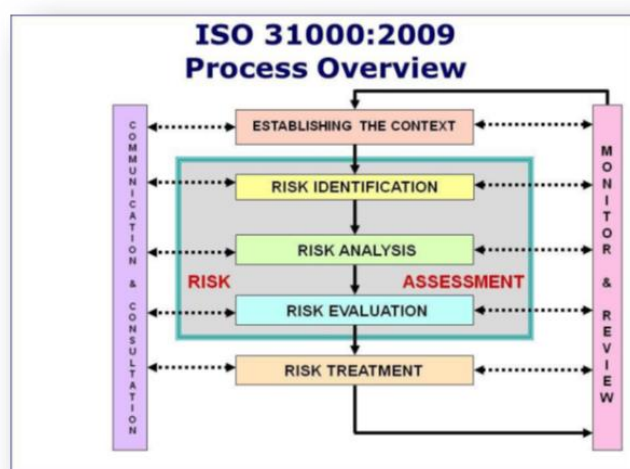 ISO 31000:2009
Process Overview
COMMUNICATION & CONSULTATION
ESTABLISHING THE CONTEXT
RISK IDENTIFICATION
RISK ANALYSIS
RISK ASSESSMENT
RISK EVALUATION
RISK TREATMENT
MONITOR & REVIEW